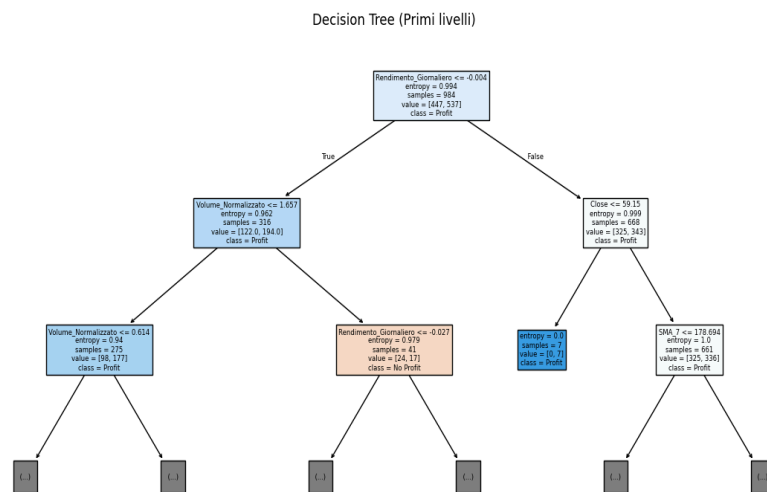 Decision Tree (Primi livelli)
Rendimento_Giornaliero <= -0.004
entropy = 0.994
samples = 984
value = [447, 537]
class = Profit
True
False
Volume_Normalizzato <= 1.657
entropy = 0.962
samples = 316
value = [122.0, 194.0]
class = Profit
Close <= 59.15
entropy = 0.999
samples = 668
value = [325, 343]
class = Profit
Volume_Normalizzato <= 0.614
entropy = 0.94
samples = 275
value = [98, 177]
class = Profit
Rendimento_Giornaliero <= -0.027
entropy = 0.979
samples = 41
value = [24, 17]
class = No Profit
entropy = 0.0
samples = 7
value = [0, 7]
class = Profit
SMA_7 <= 178.694
entropy = 1.0
samples = 661
value = [325, 336]
class = Profit
(...)
(...)
(...)
(...)
(...)
(...)